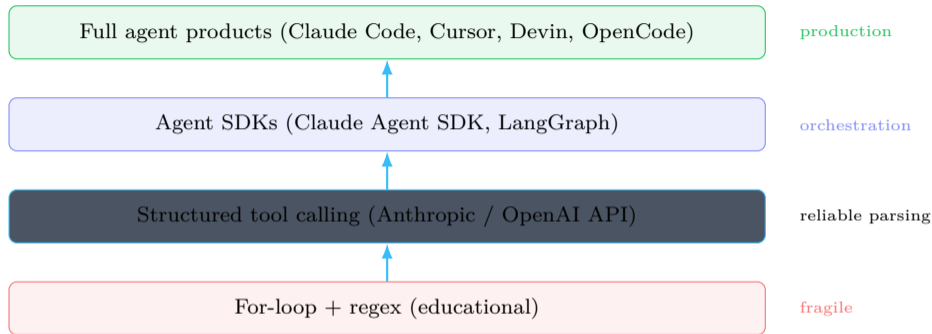 Full agent products (Claude Code, Cursor, Devin, OpenCode) production
Agent SDKs (Claude Agent SDK, LangGraph) orchestration
Structured tool calling (Anthropic / OpenAI API) reliable parsing
For-loop + regex (educational) fragile